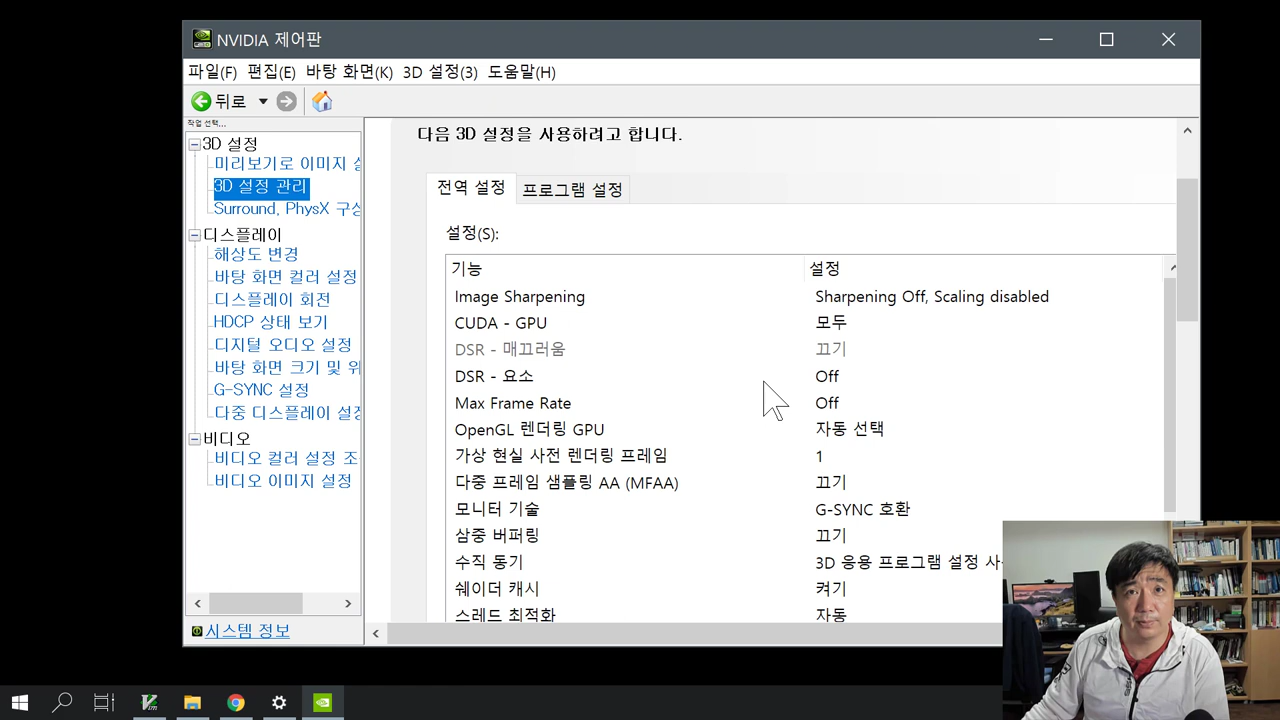 NVIDIA 제어판
파일(F) 편집(E) 바탕 화면(K) 3D 설정(3) 도움말(H)
뒤로
작업 선택...
3D 설정
미리보기로 이미지 설
3D 설정 관리
Surround, PhysX 구성
디스플레이
해상도 변경
바탕 화면 컬러 설정
디스플레이 회전
HDCP 상태 보기
디지털 오디오 설정
바탕 화면 크기 및 위
G-SYNC 설정
다중 디스플레이 설정
비디오
비디오 컬러 설정 조
비디오 이미지 설정
시스템 정보
다음 3D 설정을 사용하려고 합니다.
전역 설정 프로그램 설정
설정(S):
기능 설정
Image Sharpening Sharpening Off, Scaling disabled
CUDA - GPU 모두
DSR - 매끄러움 끄기
DSR - 요소 Off
Max Frame Rate Off
OpenGL 렌더링 GPU 자동 선택
가상 현실 사전 렌더링 프레임 1
다중 프레임 샘플링 AA (MFAA) 끄기
모니터 기술 G-SYNC 호환
삼중 버퍼링 끄기
수직 동기 3D 응용 프로그램 설정 사
쉐이더 캐시 켜기
스레드 최적화 자동